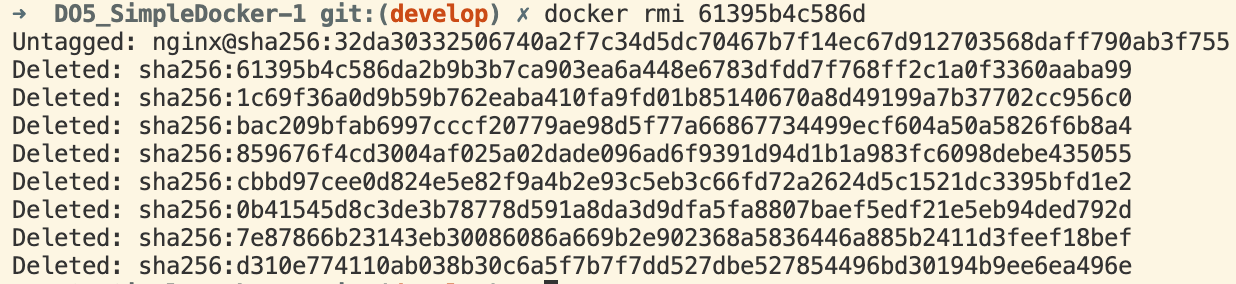 →  DO5_SimpleDocker-1 git:(develop) ✗ docker rmi 61395b4c586d
Untagged: nginx@sha256:32da30332506740a2f7c34d5dc70467b7f14ec67d912703568daff790ab3f755
Deleted: sha256:61395b4c586da2b9b3b7ca903ea6a448e6783dfdd7f768ff2c1a0f3360aaba99
Deleted: sha256:1c69f36a0d9b59b762eaba410fa9fd01b85140670a8d49199a7b37702cc956c0
Deleted: sha256:bac209bfab6997cccf20779ae98d5f77a66867734499ecf604a50a5826f6b8a4
Deleted: sha256:859676f4cd3004af025a02dade096ad6f9391d94d1b1a983fc6098debe435055
Deleted: sha256:cbbd97cee0d824e5e82f9a4b2e93c5eb3c66fd72a2624d5c1521dc3395bfd1e2
Deleted: sha256:0b41545d8c3de3b78778d591a8da3d9dfa5fa8807baef5edf21e5eb94ded792d
Deleted: sha256:7e87866b23143eb30086086a669b2e902368a5836446a885b2411d3feef18bef
Deleted: sha256:d310e774110ab038b30c6a5f7b7f7dd527dbe527854496bd30194b9ee6ea496e